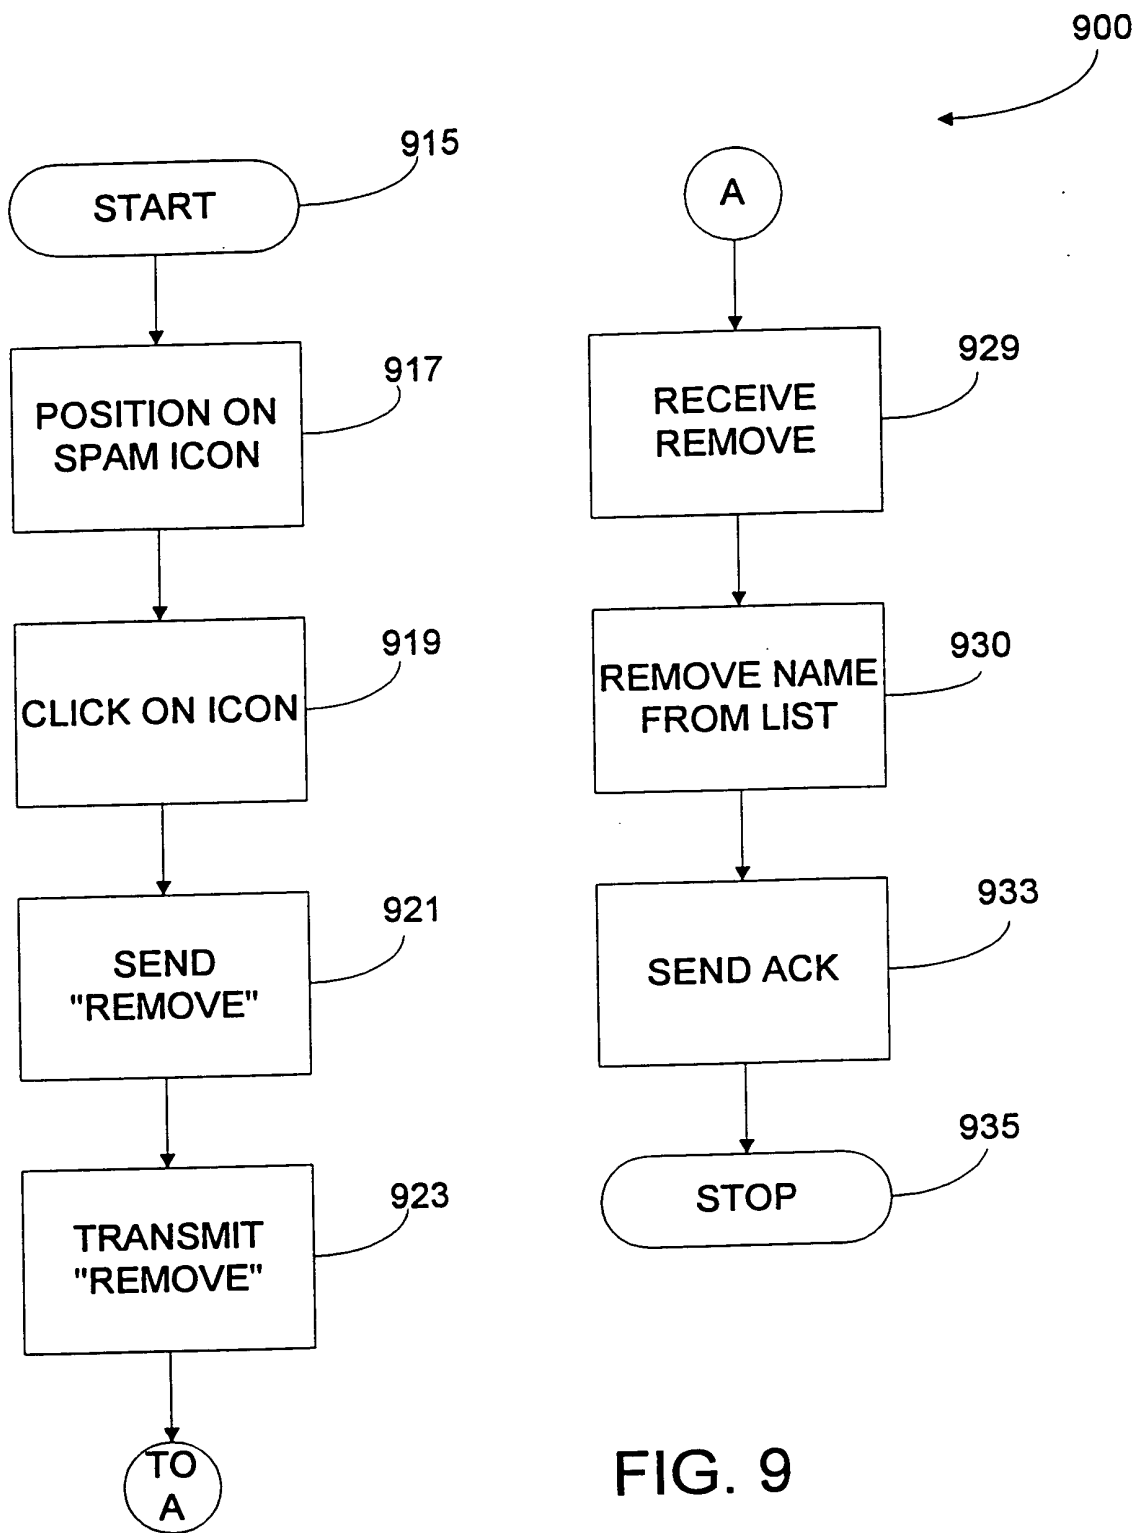 900
START
915
POSITION ON
SPAM ICON
917
CLICK ON ICON
919
SEND
"REMOVE"
921
TRANSMIT
"REMOVE"
923
TO
A
A
RECEIVE
REMOVE
929
REMOVE NAME
FROM LIST
930
SEND ACK
933
STOP
935
FIG. 9